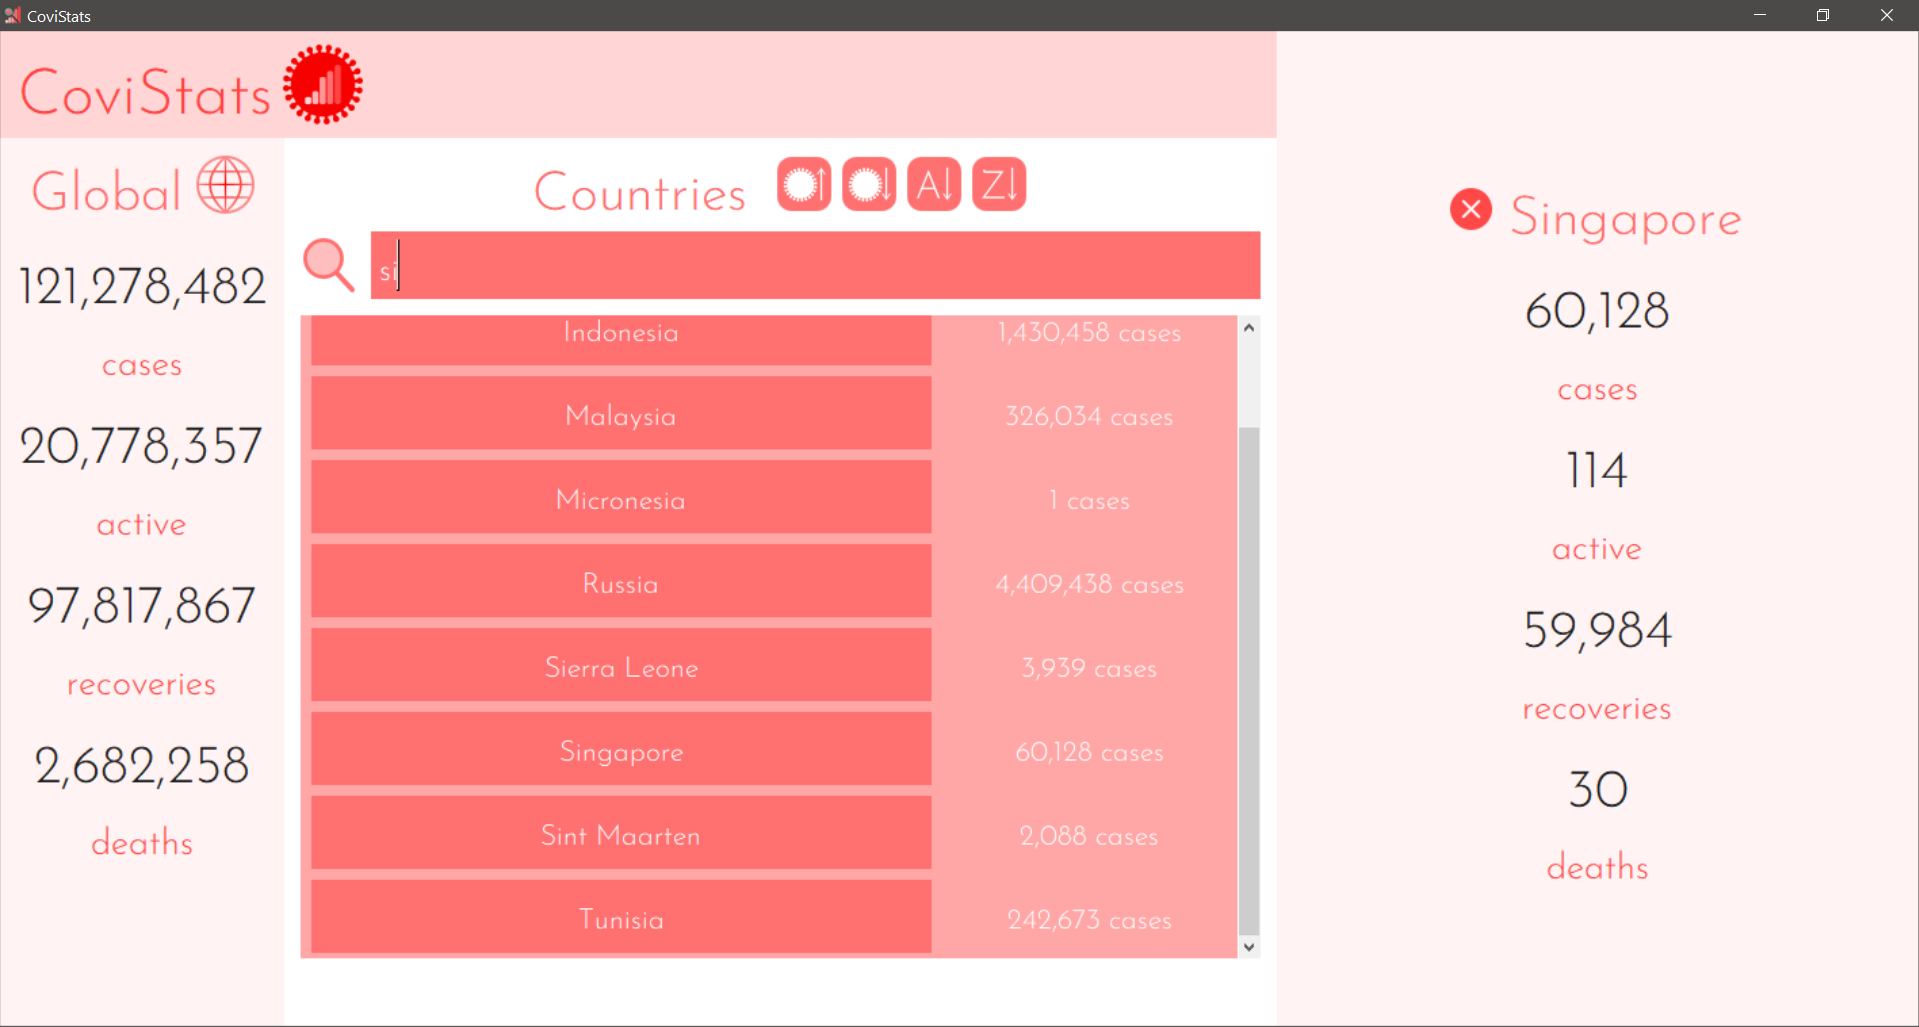 CoviStats
CoviStats
Global
121,278,482
cases
20,778,357
active
97,817,867
recoveries
2,682,258
deaths
Countries
A Z
si
Indonesia 1,430,458 cases
Malaysia 326,034 cases
Micronesia 1 cases
Russia 4,409,438 cases
Sierra Leone 3,939 cases
Singapore 60,128 cases
Sint Maarten 2,088 cases
Tunisia 242,673 cases
Singapore
60,128
cases
114
active
59,984
recoveries
30
deaths